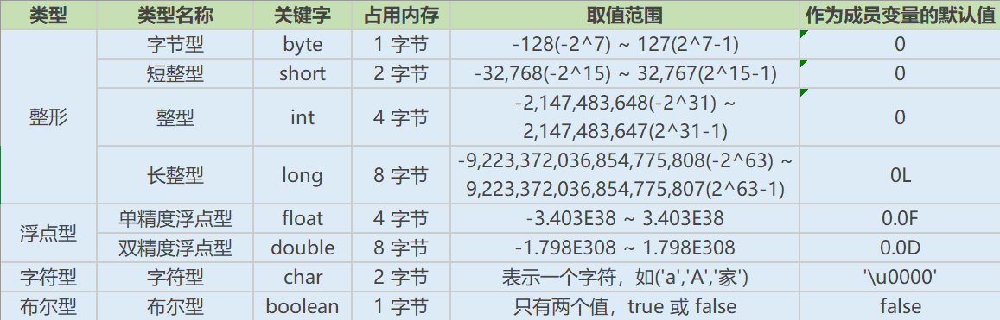 类型 类型名称 关键字 占用内存 取值范围 作为成员变量的默认值
整形 字节型 byte 1 字节 -128(-2^7) ~ 127(2^7-1) 0
短整型 short 2 字节 -32,768(-2^15) ~ 32,767(2^15-1) 0
整型 int 4 字节 -2,147,483,648(-2^31) ~
2,147,483,647(2^31-1) 0
长整型 long 8 字节 -9,223,372,036,854,775,808(-2^63) ~
9,223,372,036,854,775,807(2^63-1) 0L
浮点型 单精度浮点型 float 4 字节 -3.403E38 ~ 3.403E38 0.0F
双精度浮点型 double 8 字节 -1.798E308 ~ 1.798E308 0.0D
字符型 字符型 char 2 字节 表示一个字符，如('a','A','家') '\u0000'
布尔型 布尔型 boolean 1 字节 只有两个值，true 或 false false